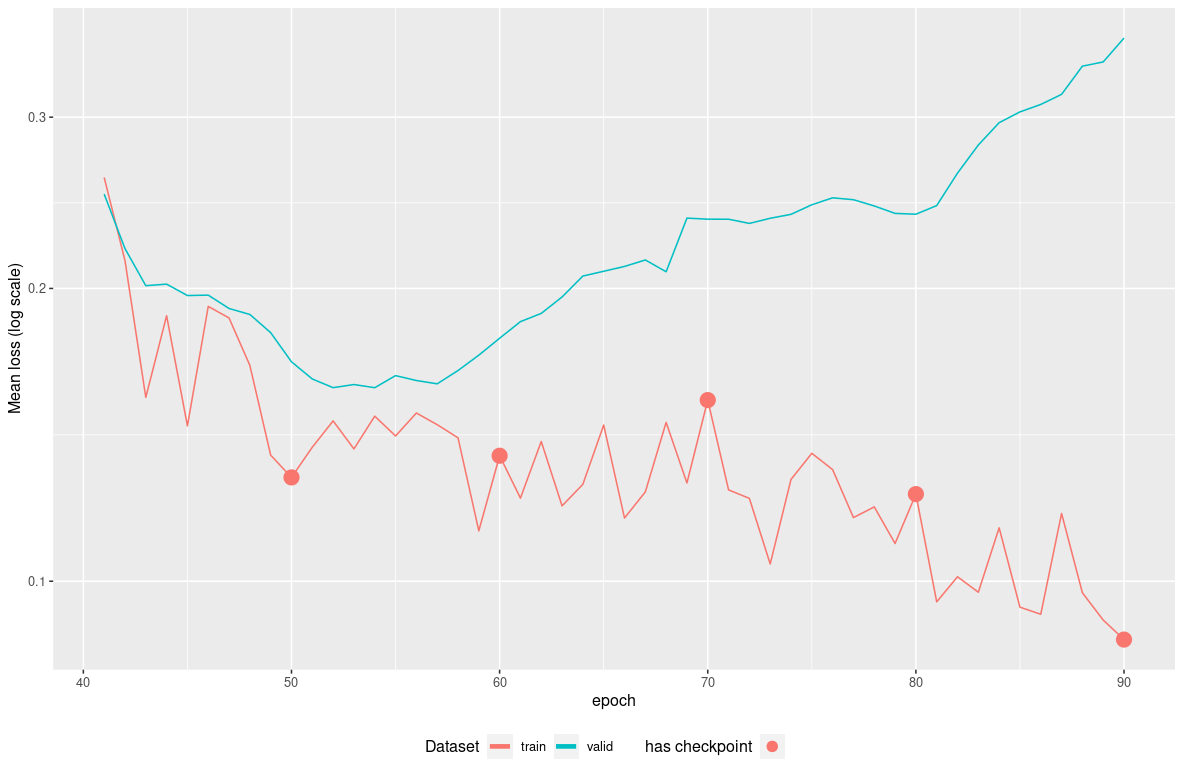 Mean loss (log scale)
0.3
0.2
0.1
40 50 60 70 80 90
epoch
Dataset train valid has checkpoint